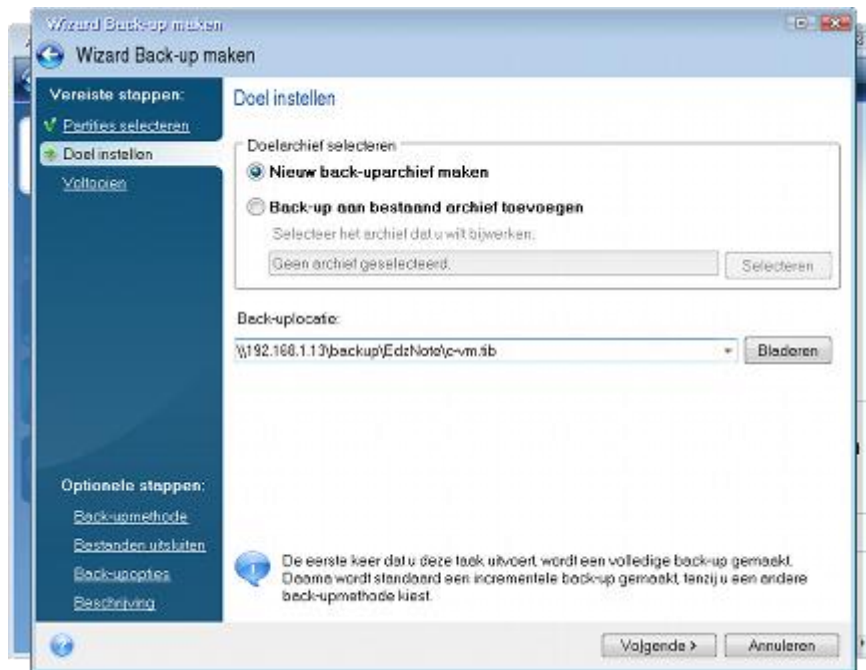 Wizard Back-up maken
Wizard Back-up maken
Vereiste stappen:
Partities selecteren
Doel instellen
Voltooien
Doel instellen
Doelarchief selecteren
Nieuw back-uparchief maken
Back-up aan bestaand archief toevoegen
Selecteer het archief dat u wilt bijwerken:
Geen archief geselecteerd.
Selecteren
Back-uplocatie:
\\192.168.1.13\backup\EdzNote\c-vm.tib
Bladeren
Optionele stappen:
Back-upmethode
Bestanden uitsluiten
Back-upopties
Beschrijving
De eerste keer dat u deze taak uitvoert, wordt een volledige back-up gemaakt.
Daarna wordt standaard een incrementele back-up gemaakt, tenzij u een andere
back-upmethode kiest.
Volgende >
Annuleren